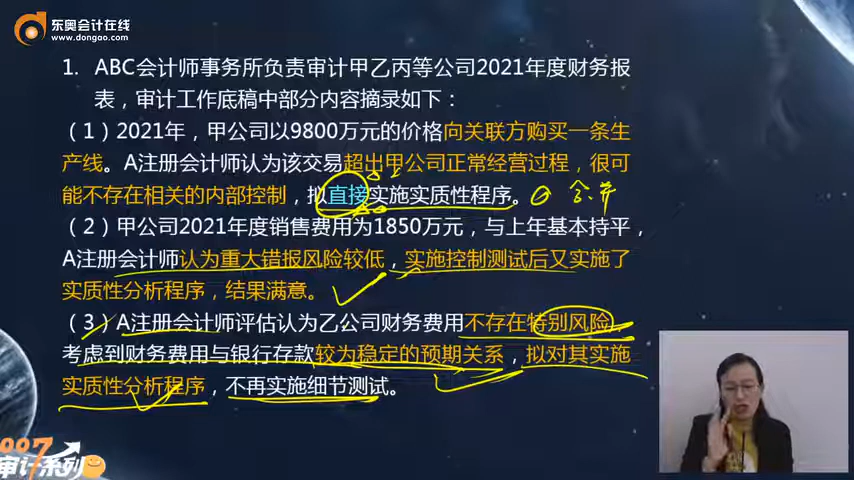 东奥会计在线
www.dongao.com
1. ABC会计师事务所负责审计甲乙丙等公司2021年度财务报
表，审计工作底稿中部分内容摘录如下：
（1）2021年，甲公司以9800万元的价格向关联方购买一条生
产线。A注册会计师认为该交易超出甲公司正常经营过程，很可
能不存在相关的内部控制，拟直接实施实质性程序。
（2）甲公司2021年度销售费用为1850万元，与上年基本持平，
A注册会计师认为重大错报风险较低，实施控制测试后又实施了
实质性分析程序，结果满意。
（3）A注册会计师评估认为乙公司财务费用不存在特别风险，
考虑到财务费用与银行存款较为稳定的预期关系，拟对其实施
实质性分析程序，不再实施细节测试。
007
审计系列